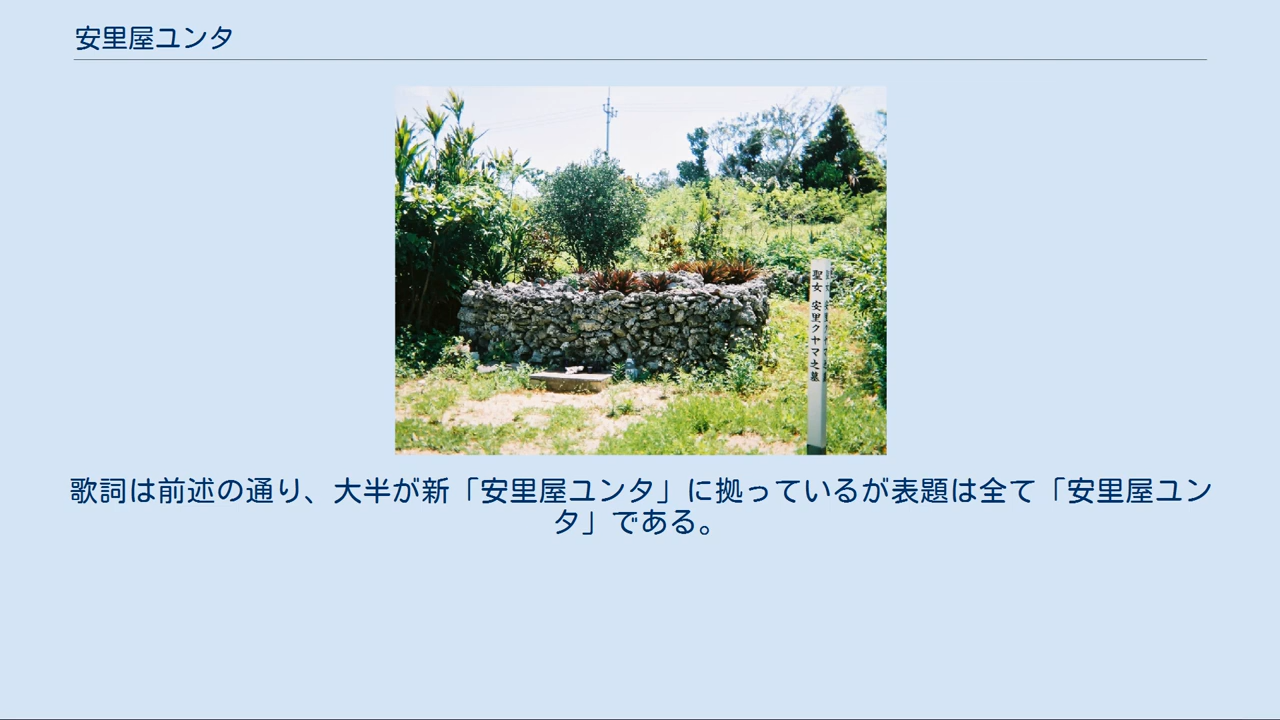 安里屋ユンタ
聖女 安里クヤマ之墓
歌詞は前述の通り、大半が新「安里屋ユンタ」に拠っているが表題は全て「安里屋ユン
タ」である。